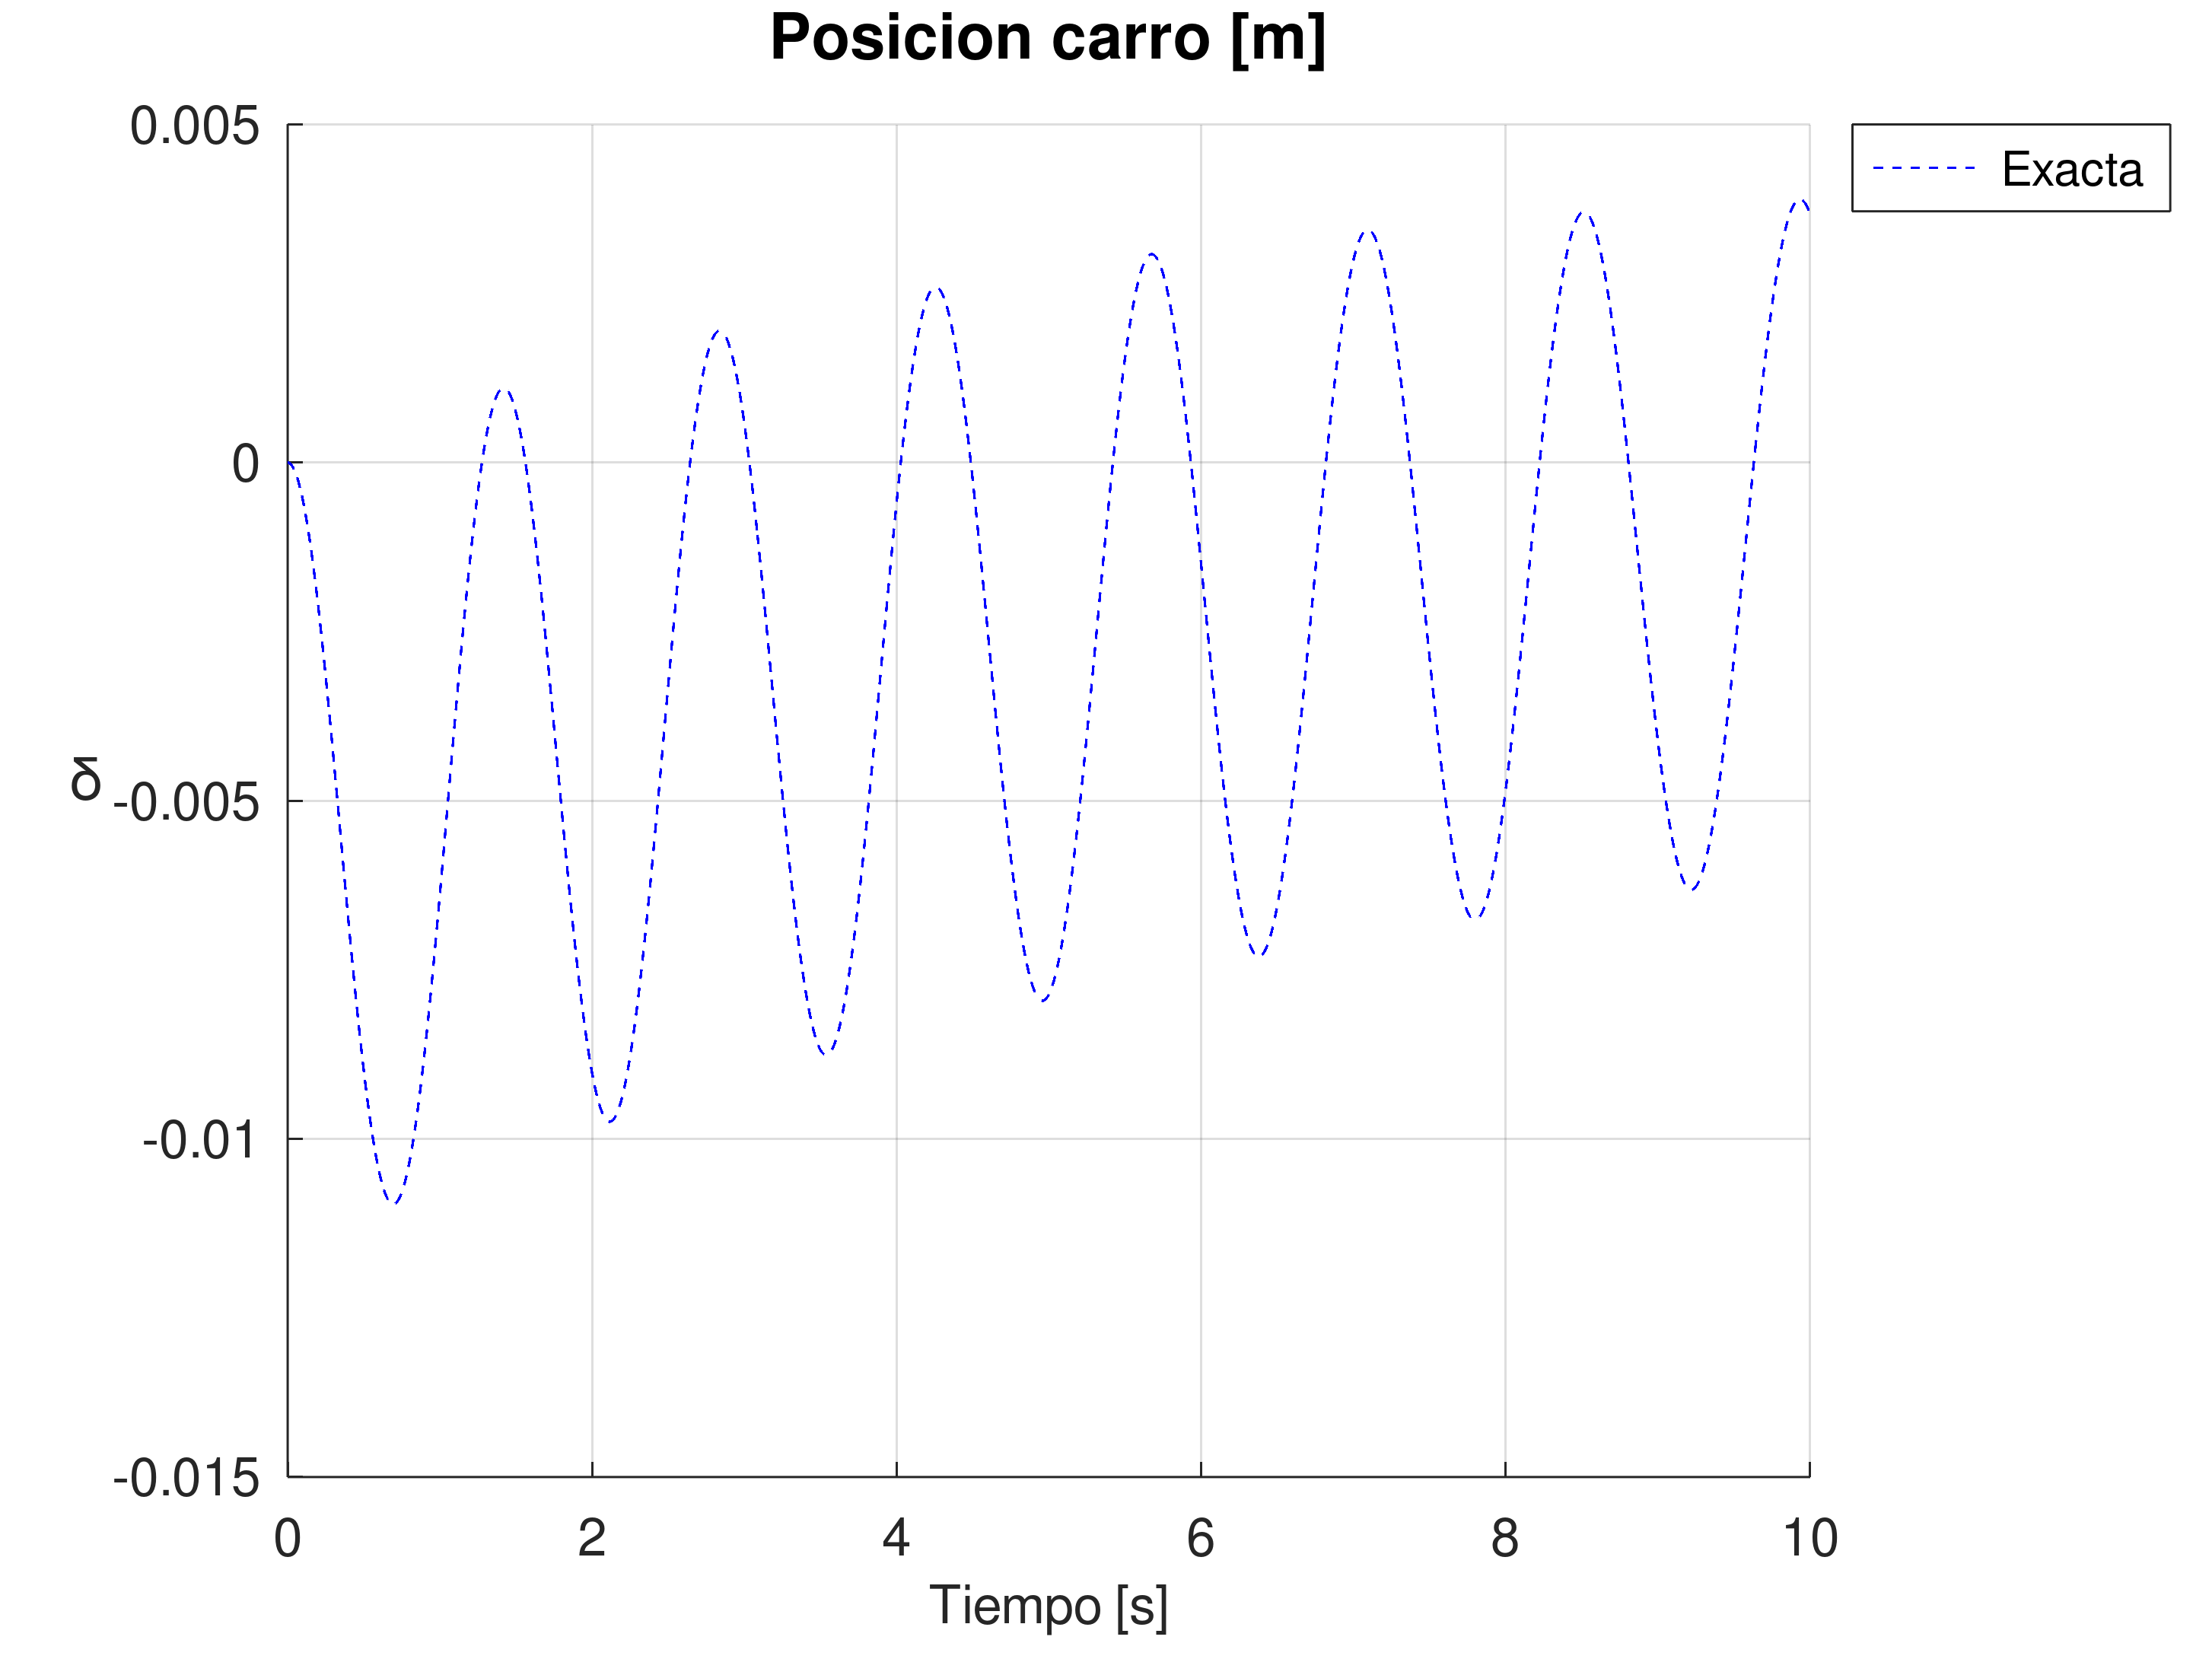 Posicion carro [m]
0.005
0
-0.005
-0.01
-0.015
δ
0 2 4 6 8 10
Tiempo [s]
Exacta